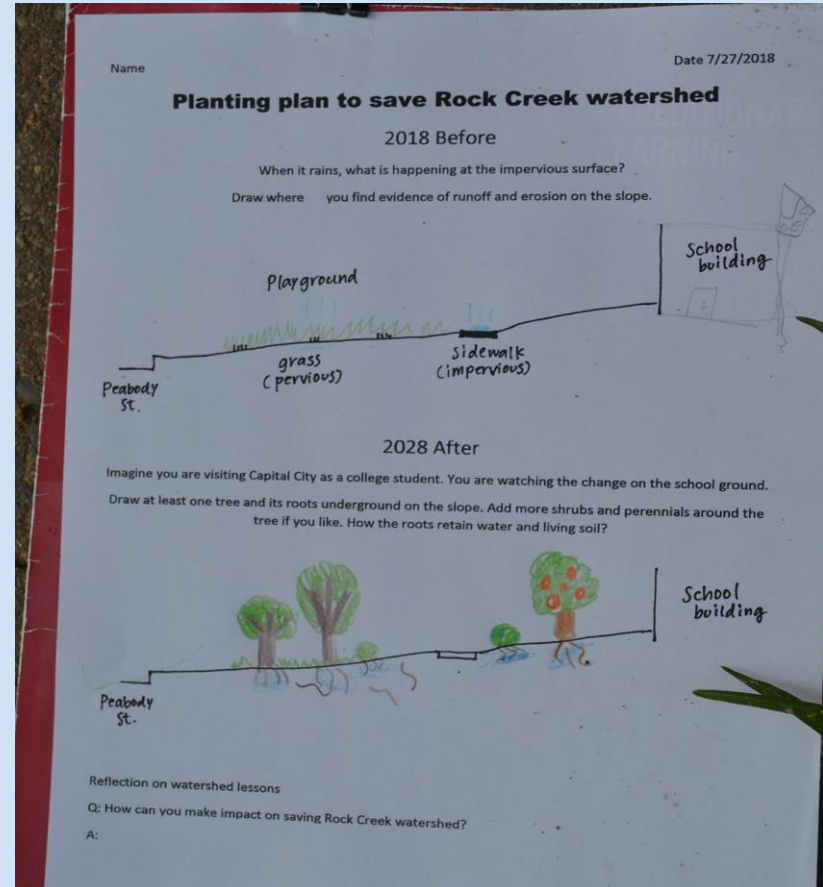 Name
Date 7/27/2018
Planting plan to save Rock Creek watershed
2018 Before
When it rains, what is happening at the impervious surface?
Draw where you find evidence of runoff and erosion on the slope.
School
building
Playground
grass
(pervious)
Sidewalk
(impervious)
Peabody
St.
2028 After
Imagine you are visiting Capital City as a college student. You are watching the change on the school ground.
Draw at least one tree and its roots underground on the slope. Add more shrubs and perennials around the
tree if you like. How the roots retain water and living soil?
School
building
Peabody
St.
Reflection on watershed lessons
Q: How can you make impact on saving Rock Creek watershed?
A: